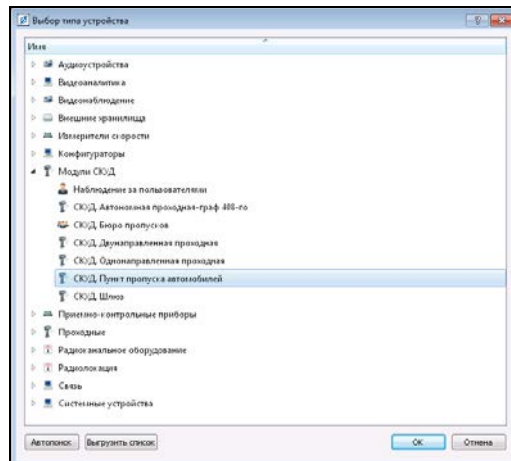 Выбор типа устройства
Имя
Аудиоустройства
Видеоаналитика
Видеонаблюдение
Внешние хранилища
Измерители скорости
Конфигураторы
Модули СКУД
Наблюдение за пользователями
СКУД, Автономная проходная-граф 408-го
СКУД, Бюро пропусков
СКУД, Двунаправленная проходная
СКУД, Однонаправленная проходная
СКУД, Пункт пропуска автомобилей
СКУД, Шлюз
Приемно-контрольные приборы
Проходные
Радиоканальное оборудование
Радиолокация
Связь
Системные устройства
Автопоиск Выгрузить список ОК Отмена